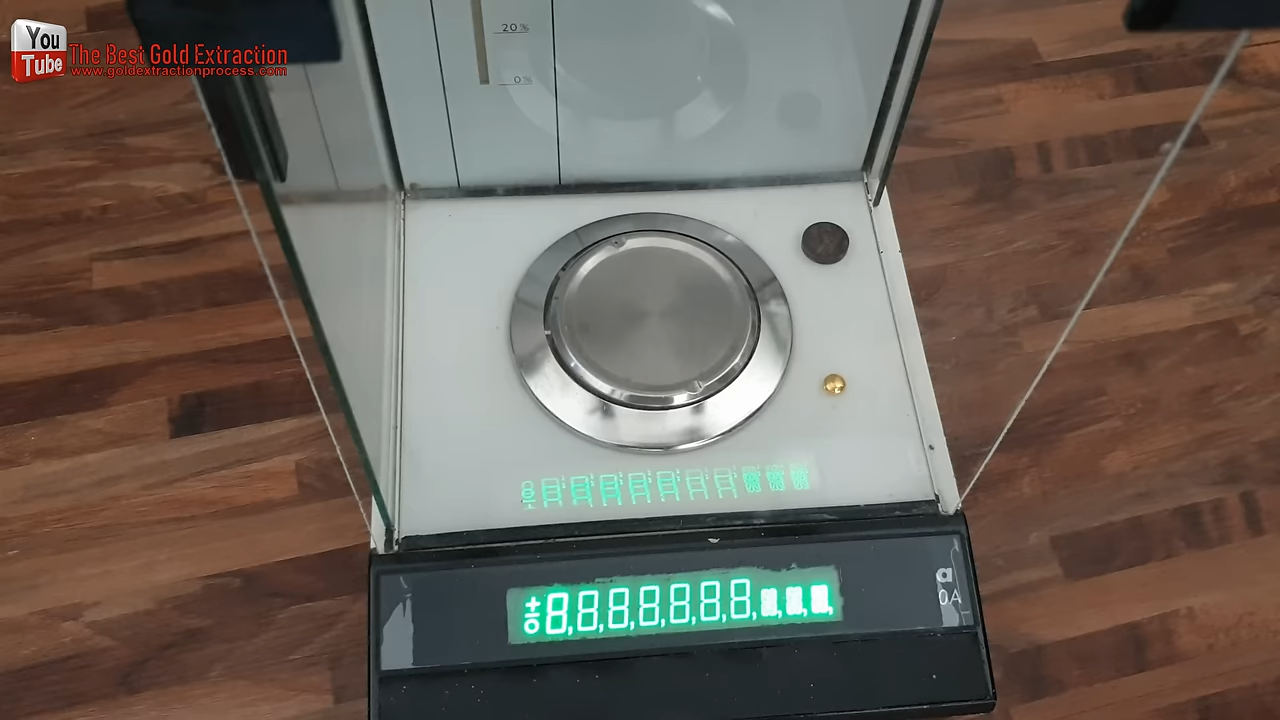 You
Tube
The Best Gold Extraction
www.goldextractionprocess.com
20%
0%
±0 8,8,8,8,8,8,8,
a
0A